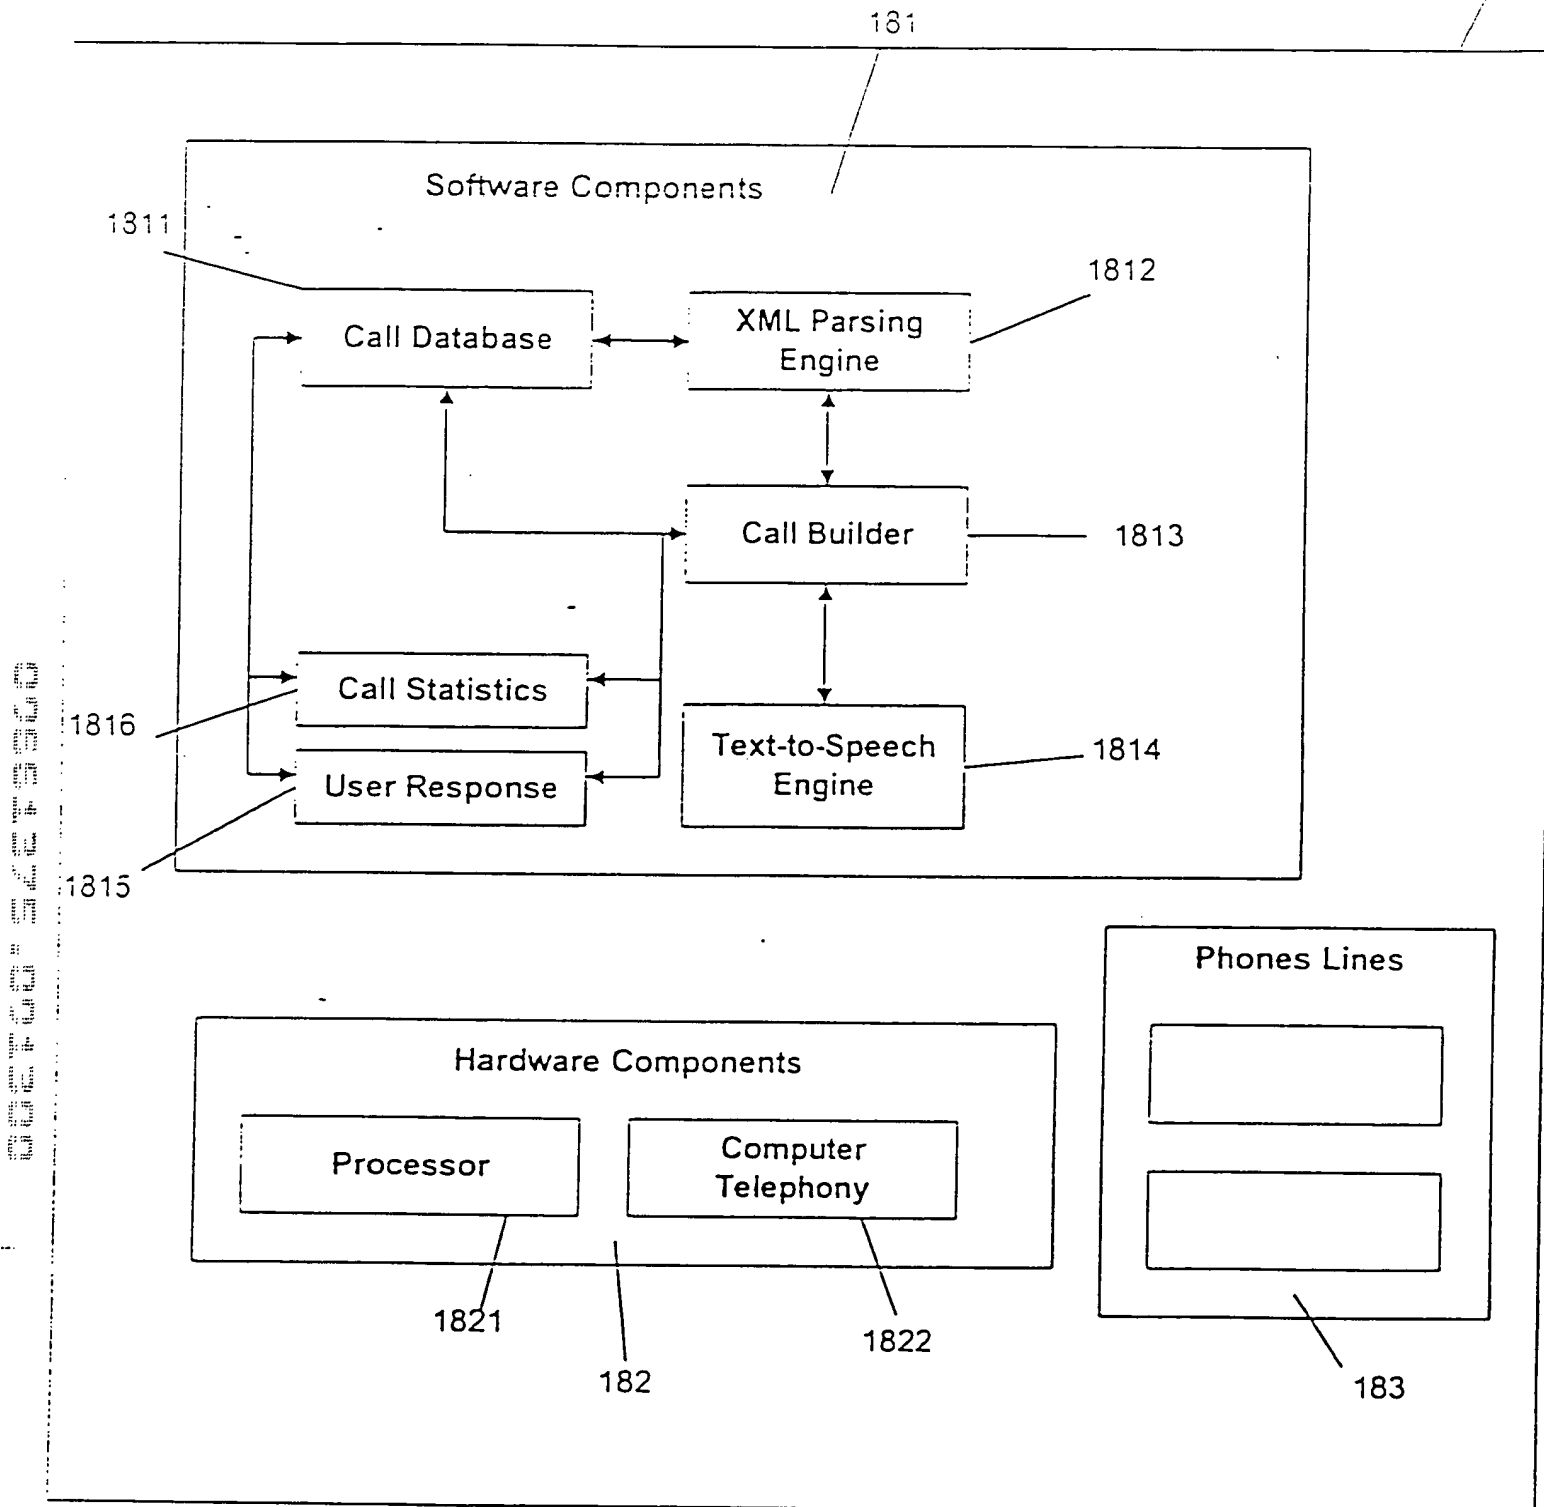 181
Software Components
1811
1812
Call Database
XML Parsing
Engine
Call Builder
1813
Call Statistics
1816
Text-to-Speech
Engine
1814
User Response
1815
Phones Lines
Hardware Components
Processor
Computer
Telephony
1821
1822
182
183